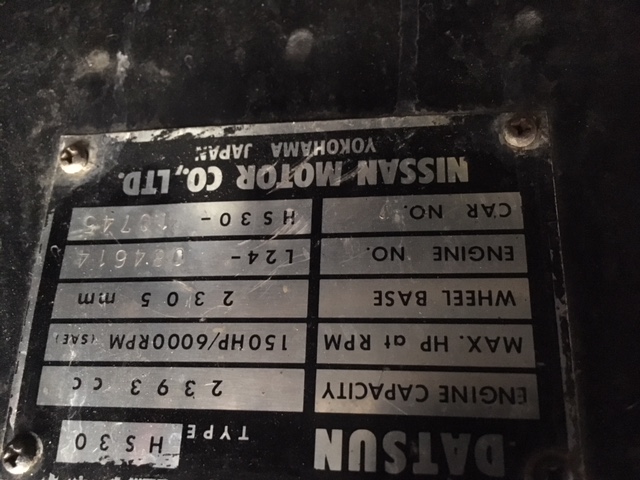 DATSUN TYPE HS30
ENGINE CAPACITY 2393 cc
MAX. HP at RPM 150HP/6000RPM (SAE)
WHEEL BASE 2305 mm
ENGINE NO. L24-
CAR NO. HS30-
NISSAN MOTOR CO., LTD.
YOKOHAMA JAPAN